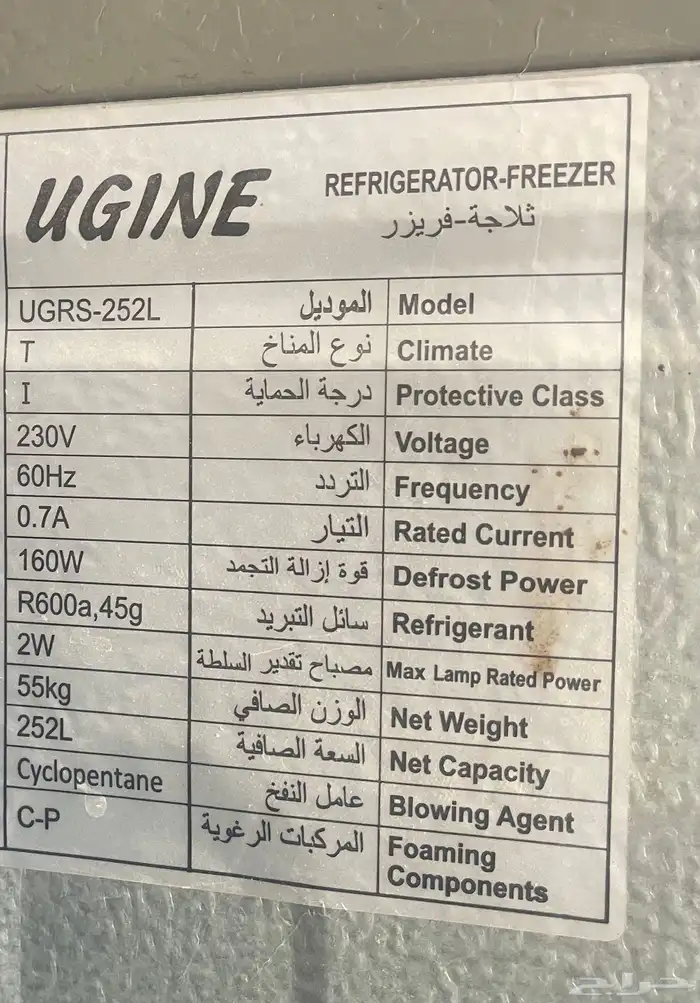 UGINE
REFRIGERATOR-FREEZER
ثلاجة-فريزر
UGRS-252L الموديل Model
T نوع المناخ Climate
I درجة الحماية Protective Class
230V الكهرباء Voltage
60Hz التردد Frequency
0.7A التيار Rated Current
160W قوة إزالة التجمد Defrost Power
R600a,45g سائل التبريد Refrigerant
2W مصباح تقدير السلطة Max Lamp Rated Power
55kg الوزن الصافي Net Weight
252L السعة الصافية Net Capacity
Cyclopentane عامل النفخ Blowing Agent
C-P المركبات الرغوية Foaming
Components
حراج